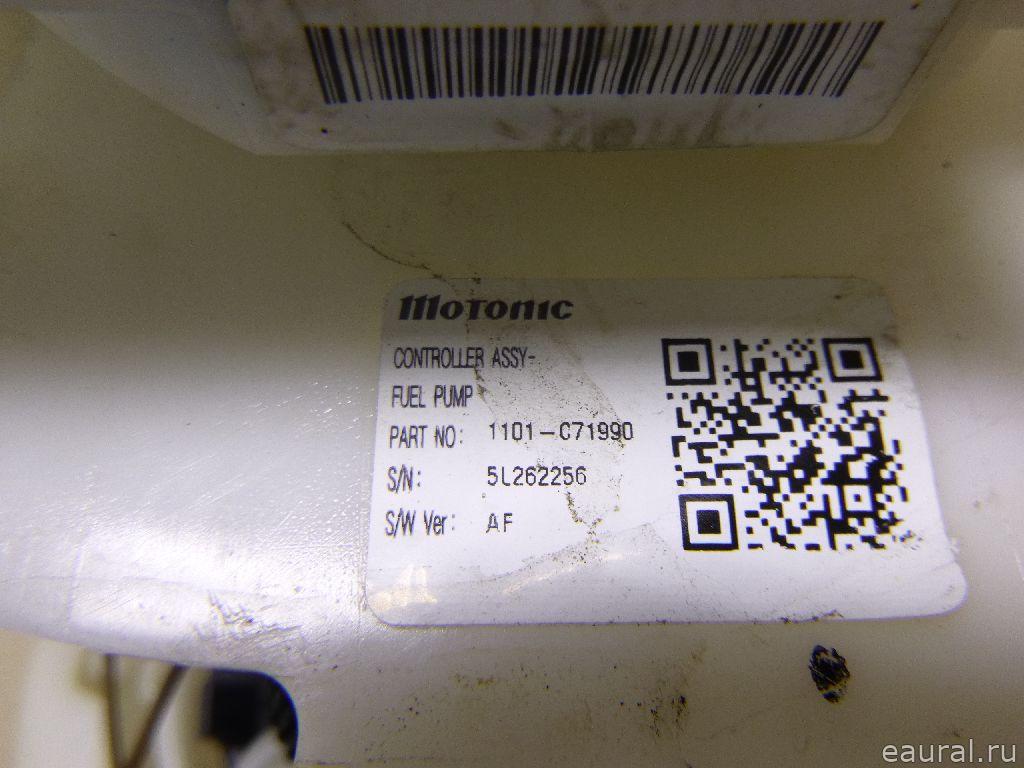 MOTONIC
CONTROLLER ASSY-
FUEL PUMP
PART NO: 1101-C71990
S/N: 5L262256
S/W Ver: AF
eaural.ru